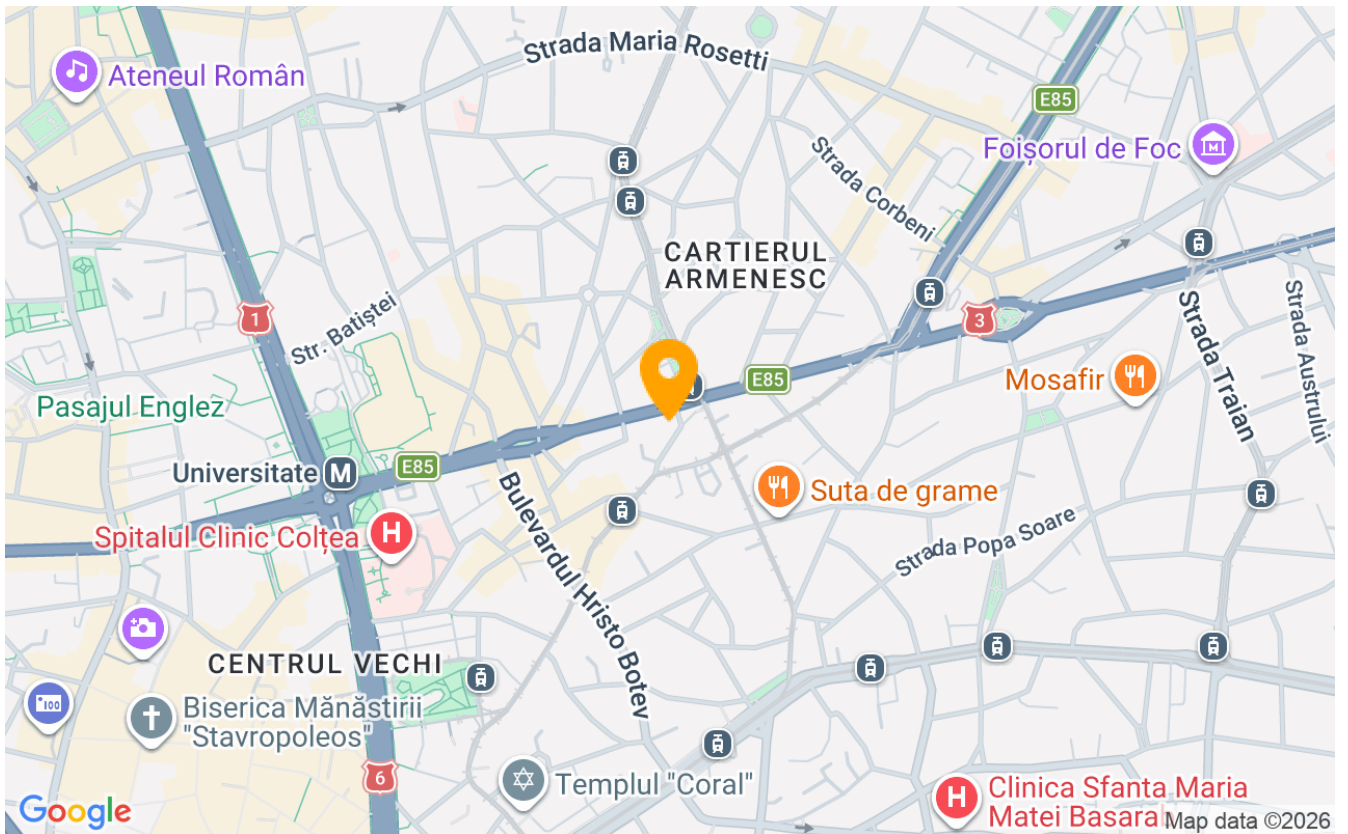 Strada Maria Rosetti
Ateneul Român
E85
Foișorul de Foc
Strada Corbeni
CARTIERUL
ARMENESC
1
3
Str. Batiștei
Strada Traian
Strada Austrului
E85
Mosafir
Pasajul Englez
Universitate
M
E85
Suta de grame
Bulevardul Hristo Botev
Spitalul Clinic Colțea
H
Strada Popa Soare
CENTRUL VECHI
100
Biserica Mănăstirii
"Stavropoleos"
6
Templul "Coral"
H
Clinica Sfanta Maria
Matei Basara
Google
Map data ©2026